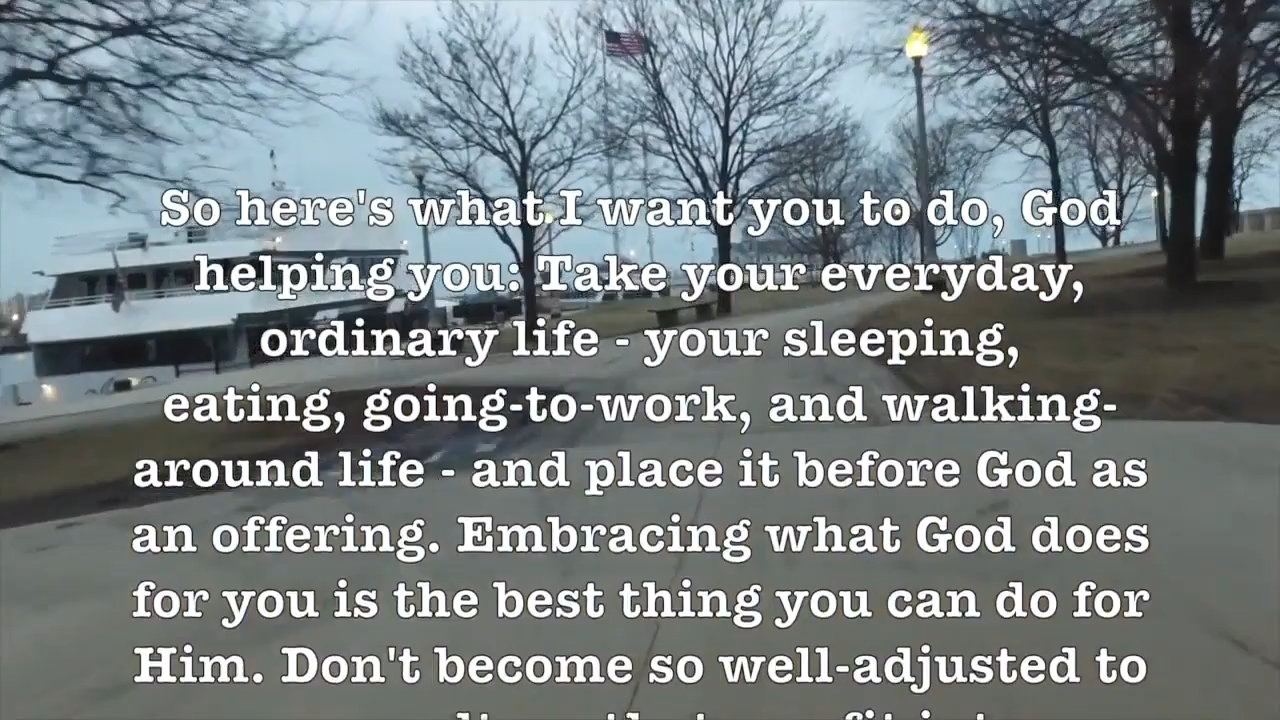 So here's what I want you to do, God
helping you: Take your everyday,
ordinary life - your sleeping,
eating, going-to-work, and walking-
around life - and place it before God as
an offering. Embracing what God does
for you is the best thing you can do for
Him. Don't become so well-adjusted to